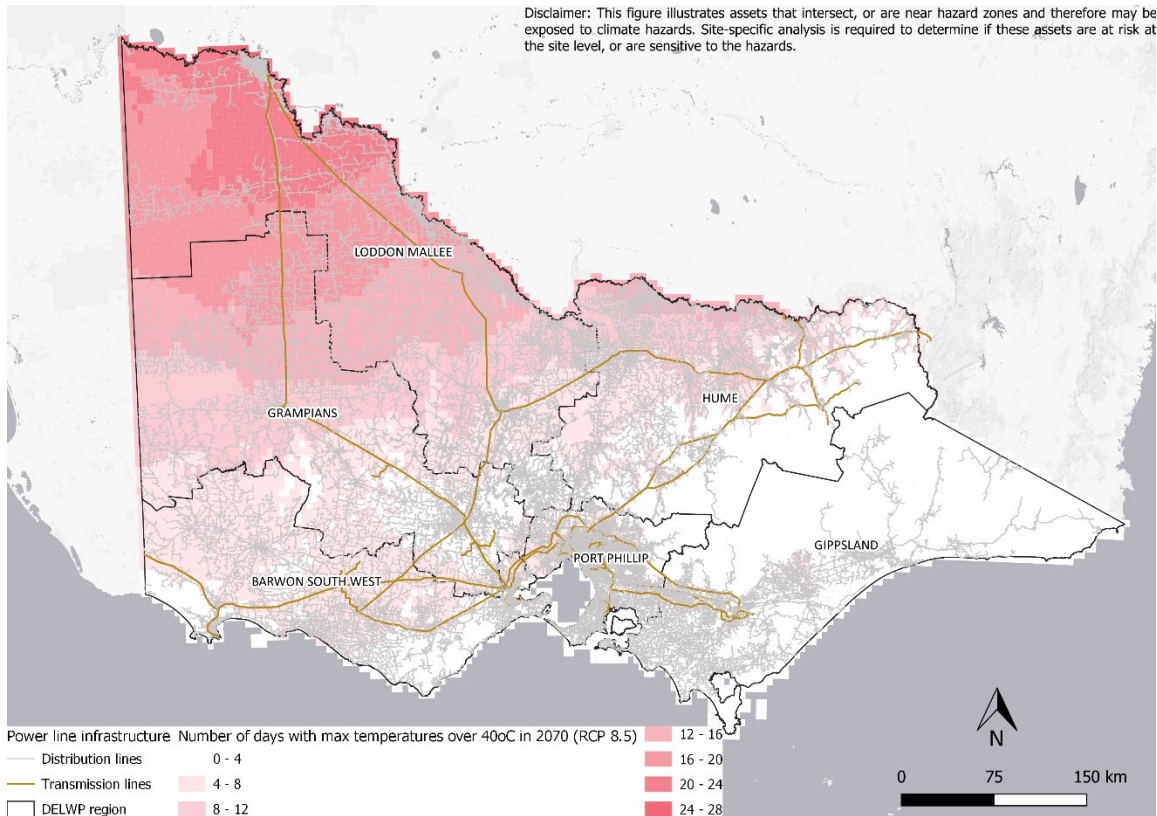 Disclaimer: This figure illustrates assets that intersect, or are near hazard zones and therefore may be
exposed to climate hazards. Site-specific analysis is required to determine if these assets are at risk at
the site level, or are sensitive to the hazards.
LODDON MALLEE
GRAMPIANS
HUME
GIPPSLAND
PORT PHILLIP
BARWON SOUTH WEST
Power line infrastructure
Distribution lines
Transmission lines
DELWP region
Number of days with max temperatures over 40oC in 2070 (RCP 8.5)
0 - 4
4 - 8
8 - 12
12 - 16
16 - 20
20 - 24
24 - 28
N
0 75 150 km